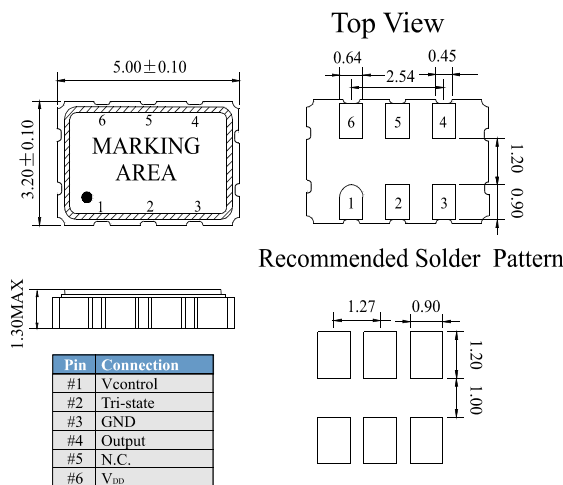 Top View
5.00±0.10
3.20±0.10
6 5 4
MARKING
AREA
1 2 3
0.64
0.45
2.54
6 5 4
1 2 3
1.20
0.90
Recommended Solder Pattern
1.30MAX
1.27
0.90
1.20
1.00
Pin Connection
#1 Vcontrol
#2 Tri-state
#3 GND
#4 Output
#5 N.C.
#6 VDD